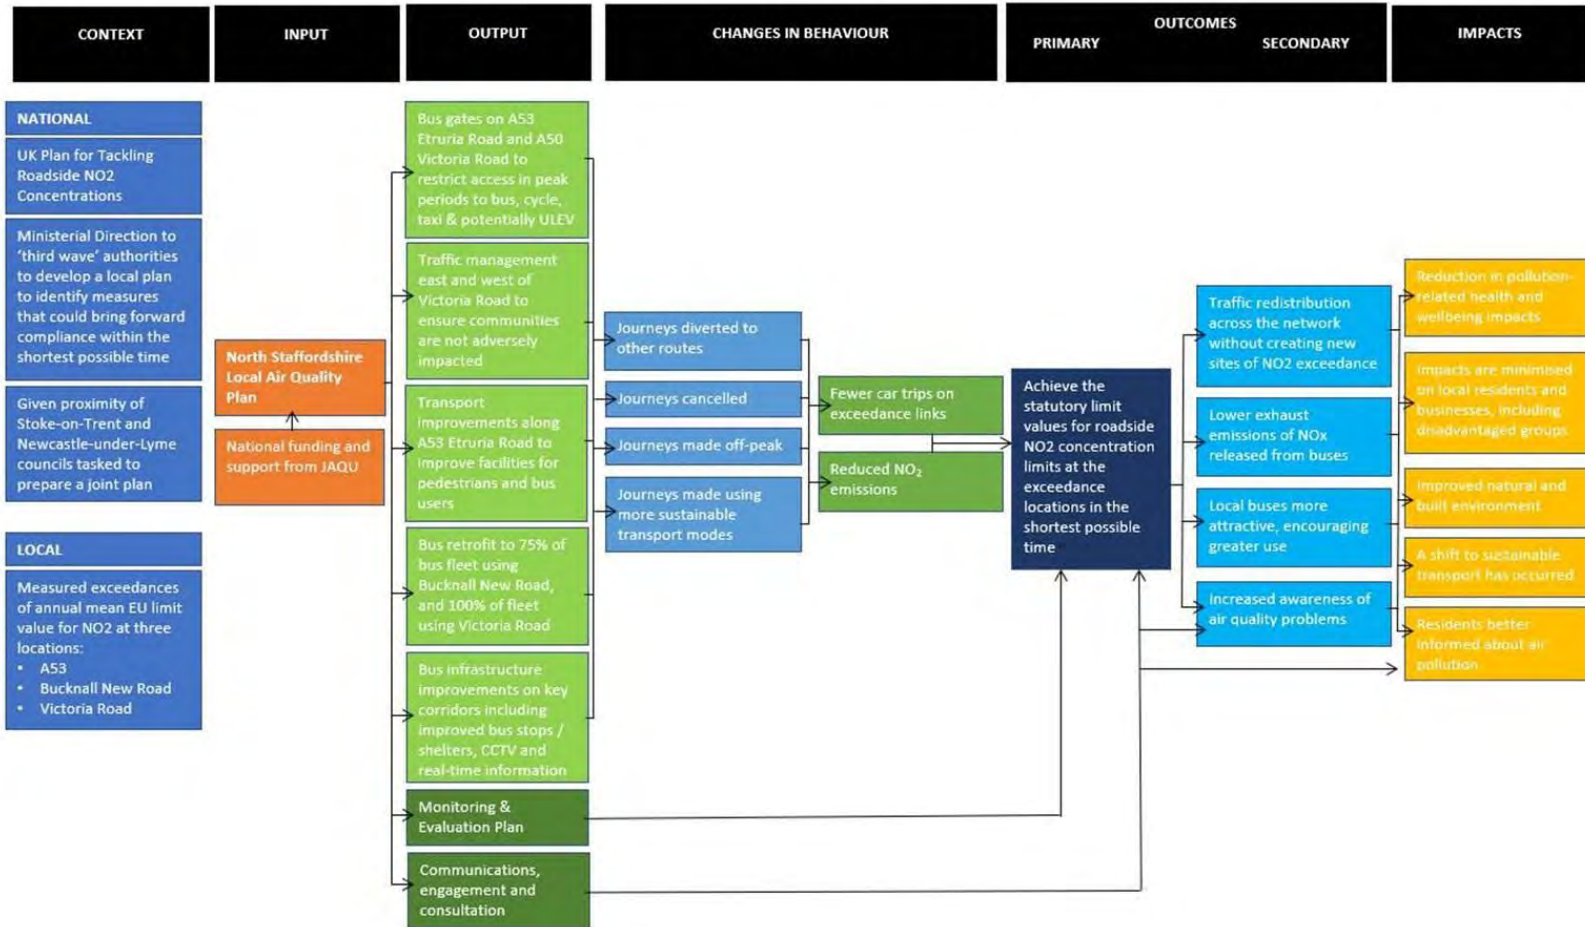 CONTEXT
INPUT
OUTPUT
CHANGES IN BEHAVIOUR
OUTCOMES
PRIMARY
SECONDARY
IMPACTS
NATIONAL
UK Plan for Tackling
Roadside NO2
Concentrations
Ministerial Direction to
‘third wave’ authorities
to develop a local plan
to identify measures
that could bring forward
compliance within the
shortest possible time
Given proximity of
Stoke-on-Trent and
Newcastle-under-Lyme
councils tasked to
prepare a joint plan
LOCAL
Measured exceedances
of annual mean EU limit
value for NO2 at three
locations:
• A53
• Bucknall New Road
• Victoria Road
North Staffordshire
Local Air Quality
Plan
National funding and
support from JAQU
Bus gates on A53
Etruria Road and A50
Victoria Road to
restrict access in peak
periods to bus, cycle,
taxi & potentially ULEV
Traffic management
east and west of
Victoria Road to
ensure communities
are not adversely
impacted
Transport
improvements along
A53 Etruria Road to
improve facilities for
pedestrians and bus
users
Bus retrofit to 75% of
bus fleet using
Bucknall New Road,
and 100% of fleet
using Victoria Road
Bus infrastructure
improvements on key
corridors including
improved bus stops /
shelters, CCTV and
real-time information
Monitoring &
Evaluation Plan
Communications,
engagement and
consultation
Journeys diverted to
other routes
Journeys cancelled
Journeys made off-peak
Journeys made using
more sustainable
transport modes
Fewer car trips on
exceedance links
Reduced NO₂
emissions
Achieve the
statutory limit
values for roadside
NO2 concentration
limits at the
exceedance
locations in the
shortest possible
time
Traffic redistribution
across the network
without creating new
sites of NO2 exceedance
Lower exhaust
emissions of NOx
released from buses
Local buses more
attractive, encouraging
greater use
Increased awareness of
air quality problems
Reduction in pollution-
related health and
wellbeing impacts
Impacts are minimised
on local residents and
businesses, including
disadvantaged groups
Improved natural and
built environment
A shift to sustainable
transport has occurred
Residents better
informed about air
pollution